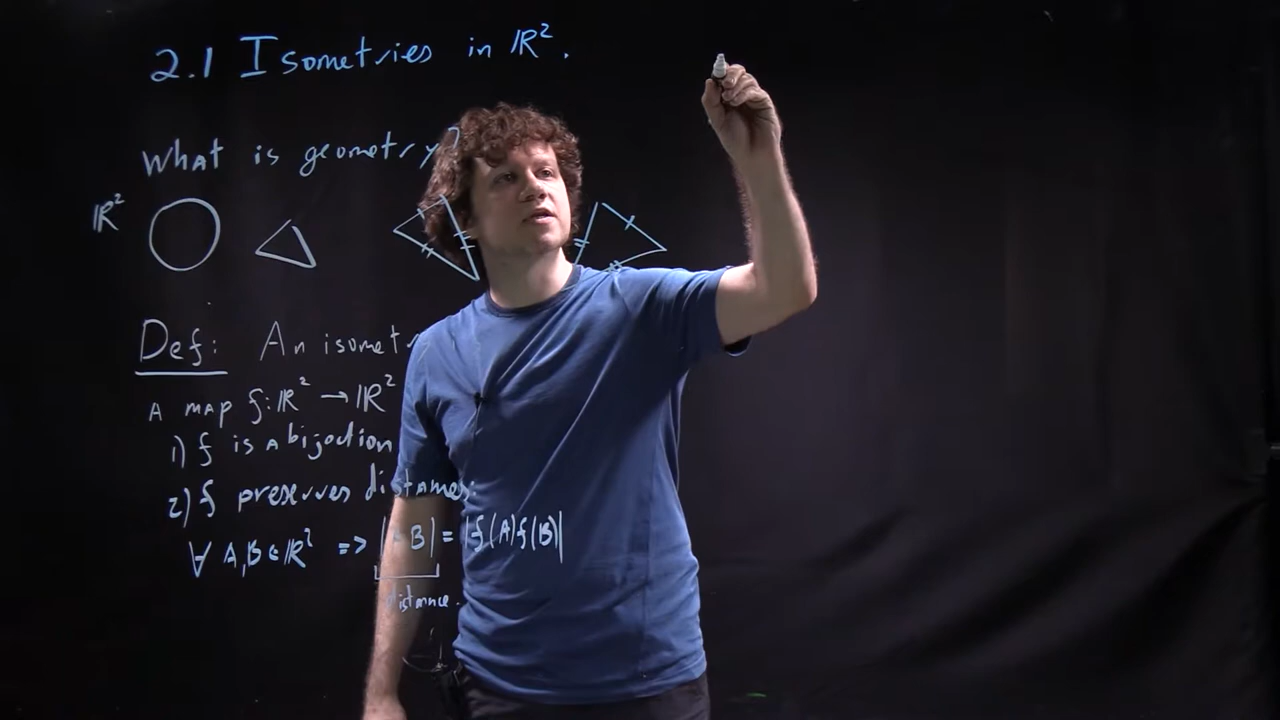 2.1 Isometries in ℝ².
What is geometry?
ℝ²
Def: An isomet
A map f: ℝ² → ℝ²
1) f is a bijection
2) f preserves distances:
∀ A,B ∈ ℝ² => | B| = |f(A)f(B)|
distance.